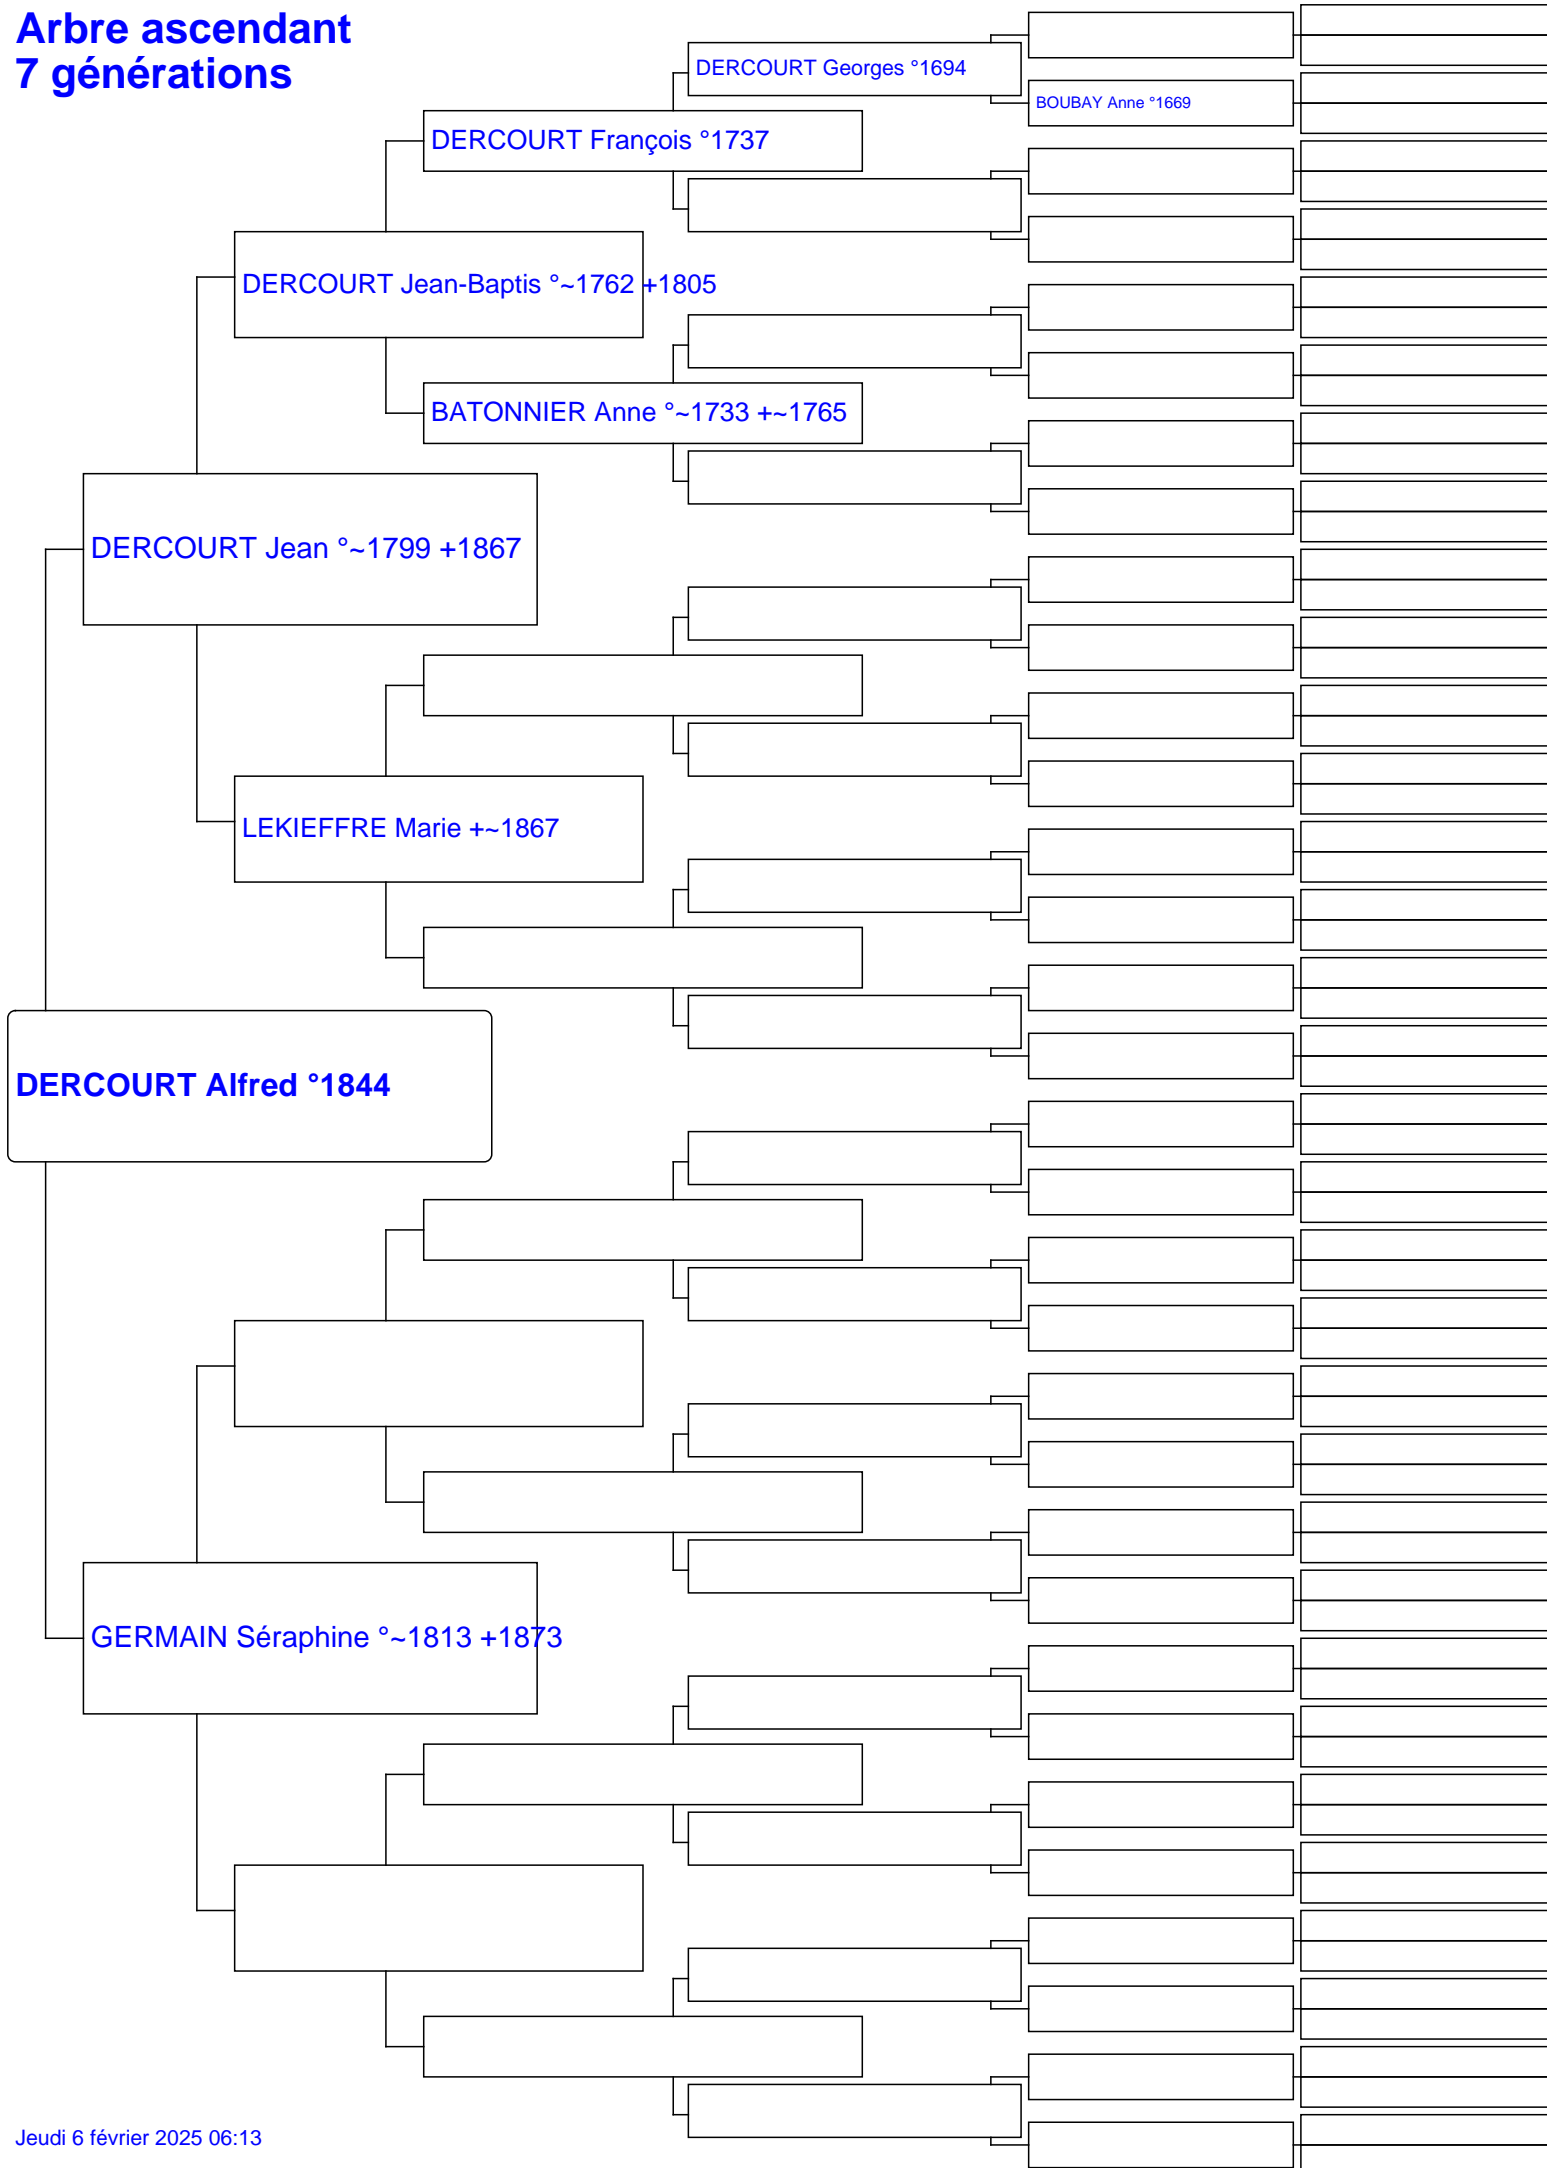 Arbre ascendant
7 générations
DERCOURT Georges °1694
BOUBAY Anne °1669
DERCOURT François °1737
DERCOURT Jean-Baptis °~1762 +1805
BATONNIER Anne °~1733 +~1765
DERCOURT Jean °~1799 +1867
LEKIEFFRE Marie +~1867
DERCOURT Alfred °1844
GERMAIN Séraphine °~1813 +1873
Jeudi 6 février 2025 06:13